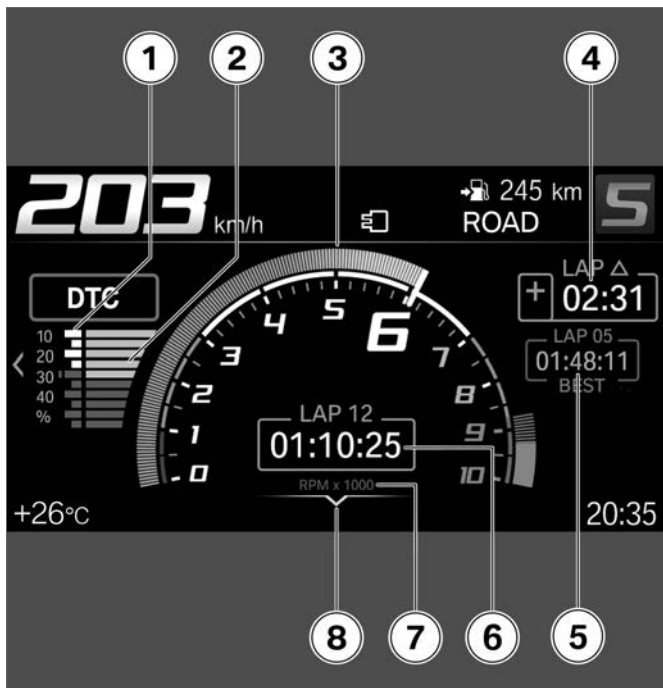 1 2 3 4
203 km/h
245 km
ROAD
5
DTC
10
20
30
40
%
0 1 2 3 4 5 6 7 8 9 10
LAP △
+ 02:31
LAP 05
01:48:11
BEST
LAP 12
01:10:25
RPM x 1000
+26°C
20:35
8 7 6 5